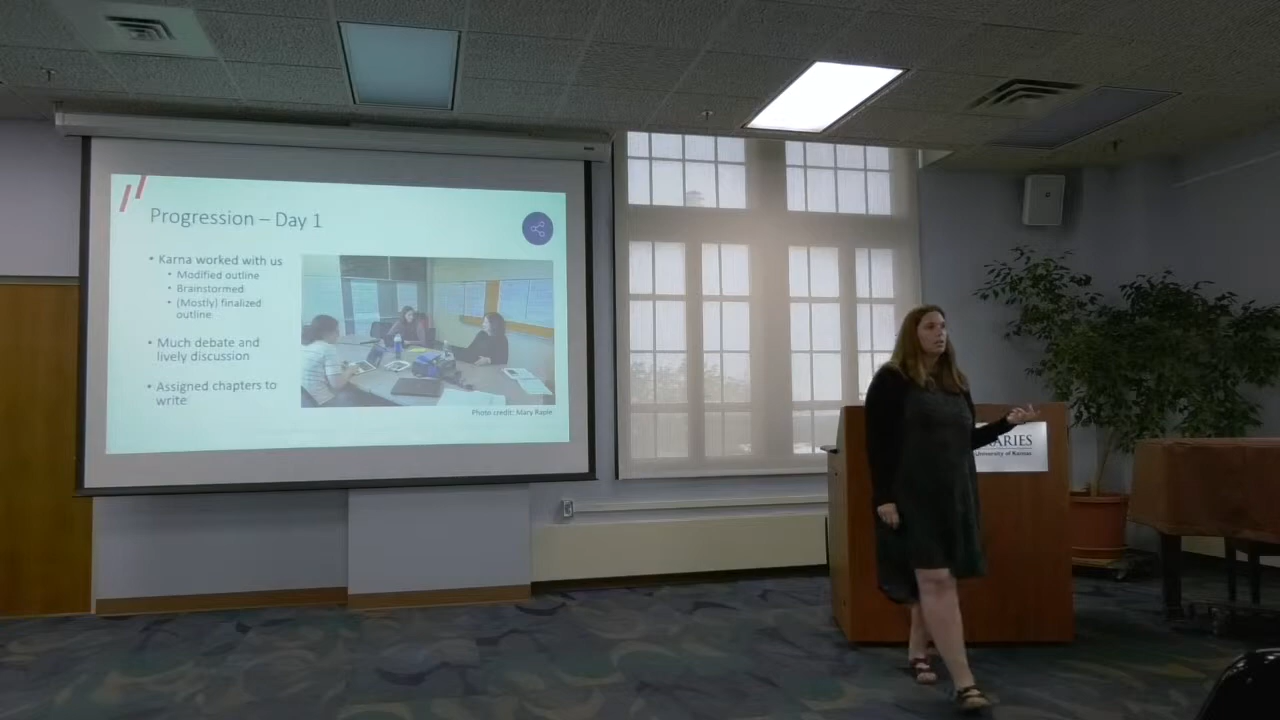 Progression – Day 1
• Karna worked with us
• Modified outline
• Brainstormed
• (Mostly) finalized
outline
• Much debate and
lively discussion
• Assigned chapters to
write
Photo credit: Mary Rapie
RARIES
University of Kansas